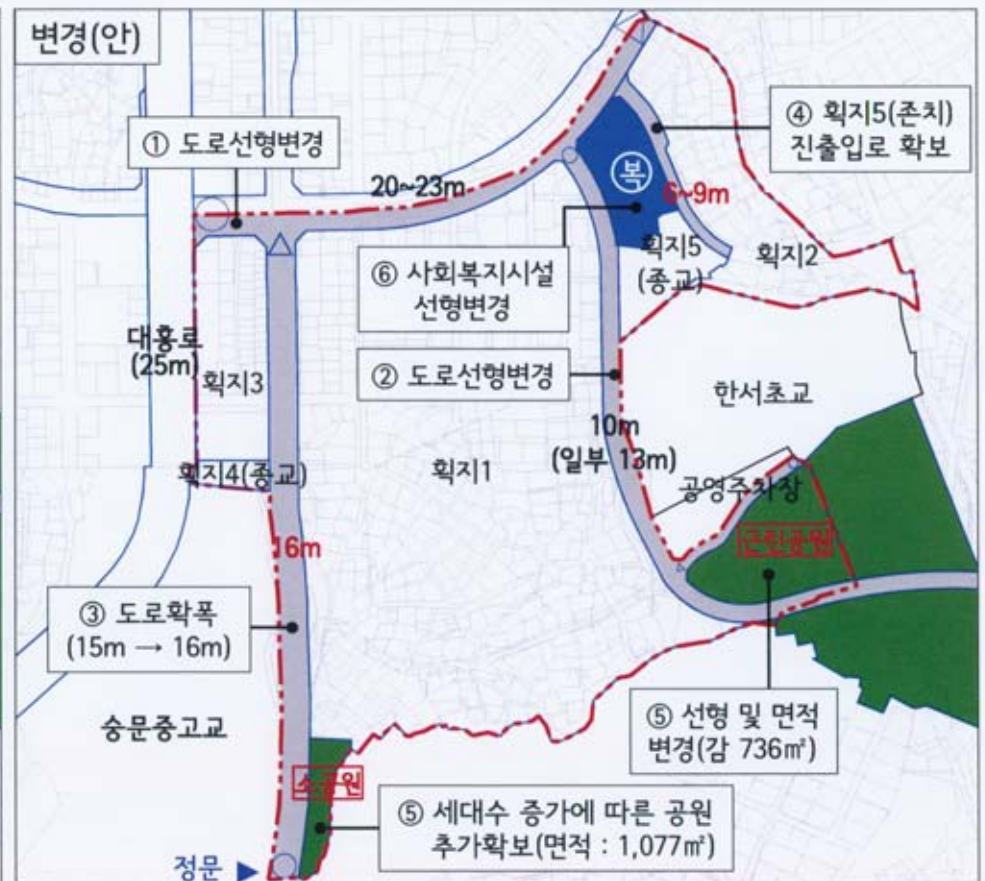 변경(안)
① 도로선형변경
20~23m
④ 획지5(존치)
진출입로 확보
복
6~9m
획지5
(종교)
획지2
⑥ 사회복지시설
선형변경
대흥로
(25m)
획지3
② 도로선형변경
한서초교
10m
(일부 13m)
획지4(종교)
획지1
공영주차장
16m
근린공원
③ 도로확폭
(15m → 16m)
숭문중고교
⑤ 선형 및 면적
변경(감 736㎡)
소공원
⑤ 세대수 증가에 따른 공원
추가확보(면적 : 1,077㎡)
정문